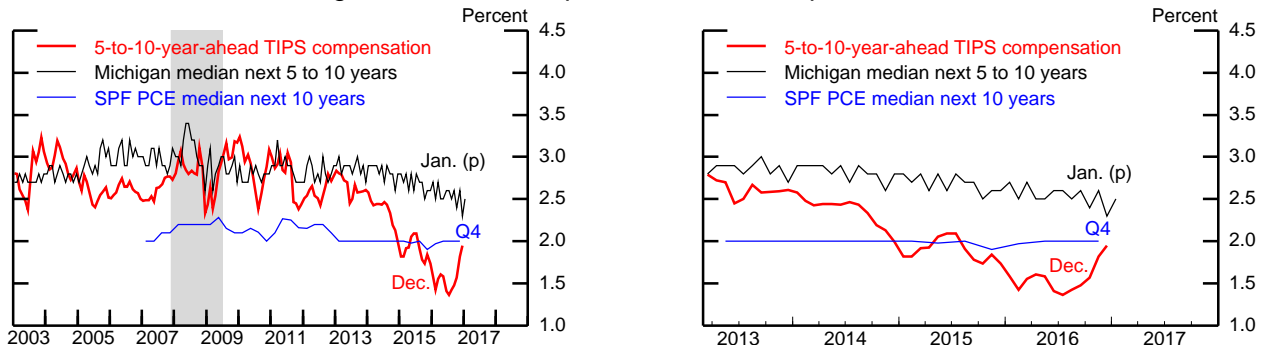 Percent
4.5
5-to-10-year-ahead TIPS compensation
4.0
Michigan median next 5 to 10 years
SPF PCE median next 10 years
3.5
Jan. (p)
3.0
2.5
Q4
2.0
Dec.
1.5
1.0
2003 2005 2007 2009 2011 2013 2015 2017
Percent
4.5
5-to-10-year-ahead TIPS compensation
4.0
Michigan median next 5 to 10 years
SPF PCE median next 10 years
3.5
3.0
Jan. (p)
2.5
Q4
2.0
Dec.
1.5
1.0
2013 2014 2015 2016 2017